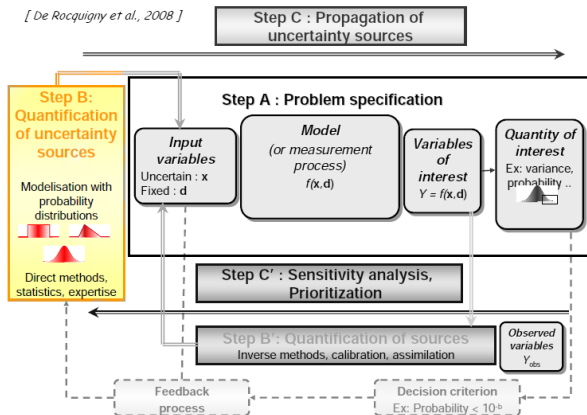 [ De Rocquigny et al., 2008 ]
Step C : Propagation of
uncertainty sources
Step B:
Quantification
of uncertainty
sources
Modelisation with
probability
distributions
Direct methods,
statistics, expertise
Step A : Problem specification
Input
variables
Uncertain : x
Fixed : d
Model
(or measurement
process)
f(x,d)
Variables
of interest
Y = f(x,d)
Quantity of
interest
Ex: variance,
probability ..
Step C' : Sensitivity analysis,
Prioritization
Step B': Quantification of sources
Inverse methods, calibration, assimilation
Observed
variables
Yobs
Feedback
process
Decision criterion
Ex: Probability < 10-b